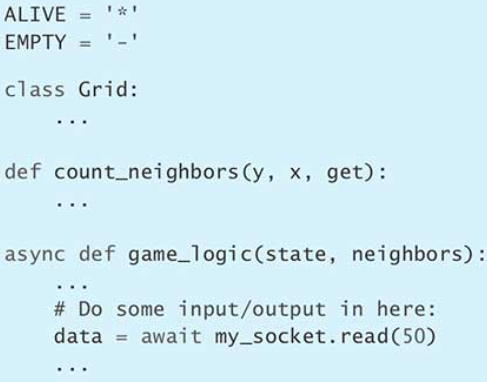 ALIVE = '*'
EMPTY = '-'
class Grid:
    ...
def count_neighbors(y, x, get):
    ...
async def game_logic(state, neighbors):
    ...
    # Do some input/output in here:
    data = await my_socket.read(50)
    ...